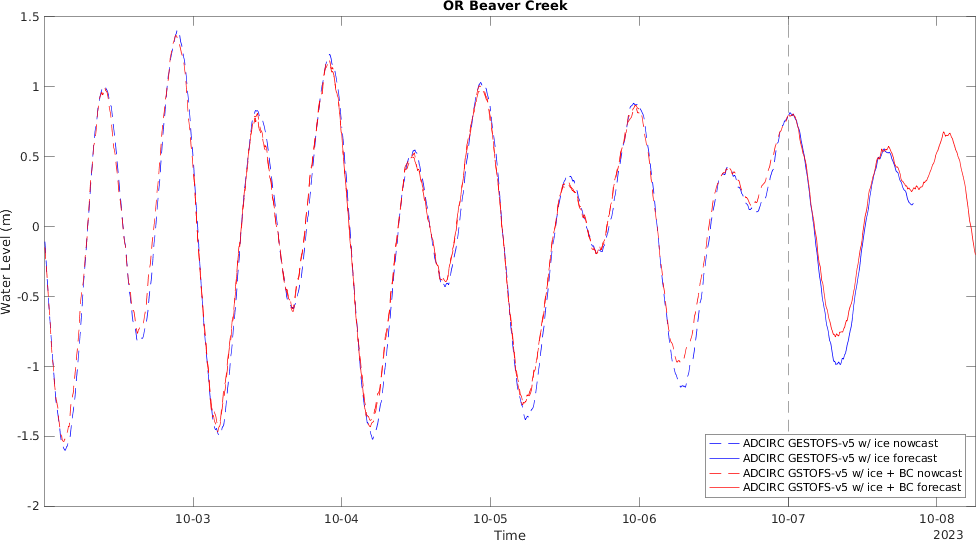 OR Beaver Creek
1.5
1
0.5
0
-0.5
-1
-1.5
-2
Water Level (m)
ADCIRC GESTOFS-v5 w/ ice nowcast
ADCIRC GESTOFS-v5 w/ ice forecast
ADCIRC GSTOFS-v5 w/ ice + BC nowcast
ADCIRC GSTOFS-v5 w/ ice + BC forecast
10-03 10-04 10-05 10-06 10-07 10-08
Time
2023